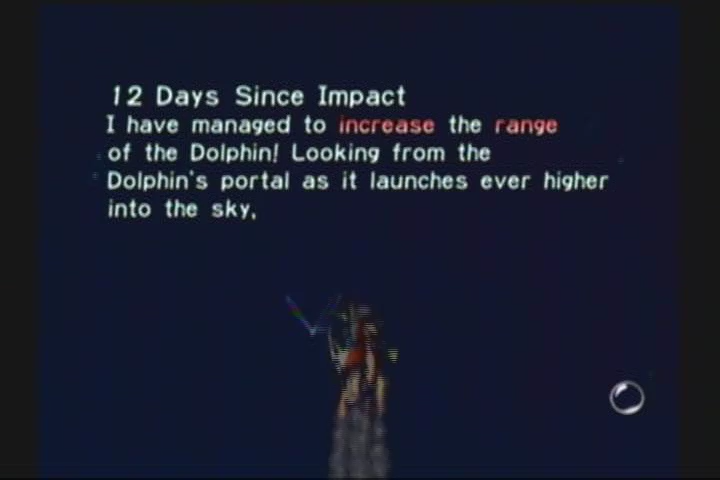 12 Days Since Impact
I have managed to increase the range
of the Dolphin! Looking from the
Dolphin's portal as it launches ever higher
into the sky,